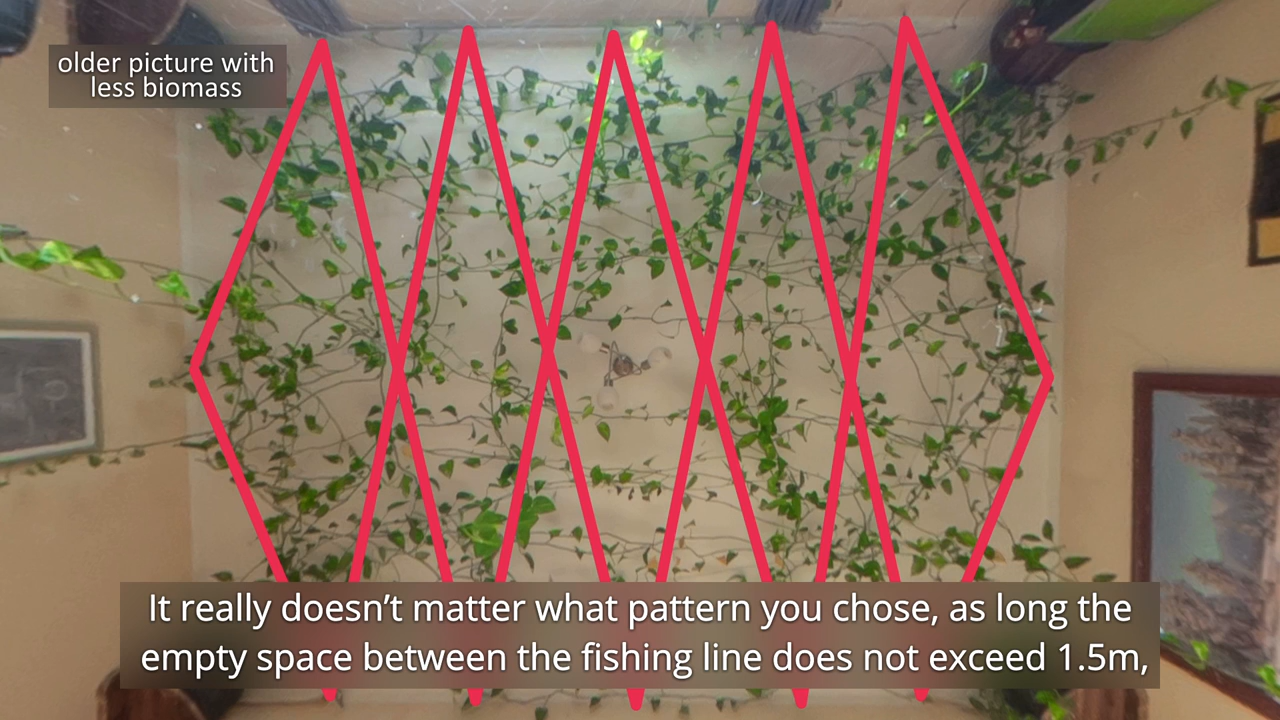 older picture with
less biomass
It really doesn’t matter what pattern you chose, as long the
empty space between the fishing line does not exceed 1.5m,